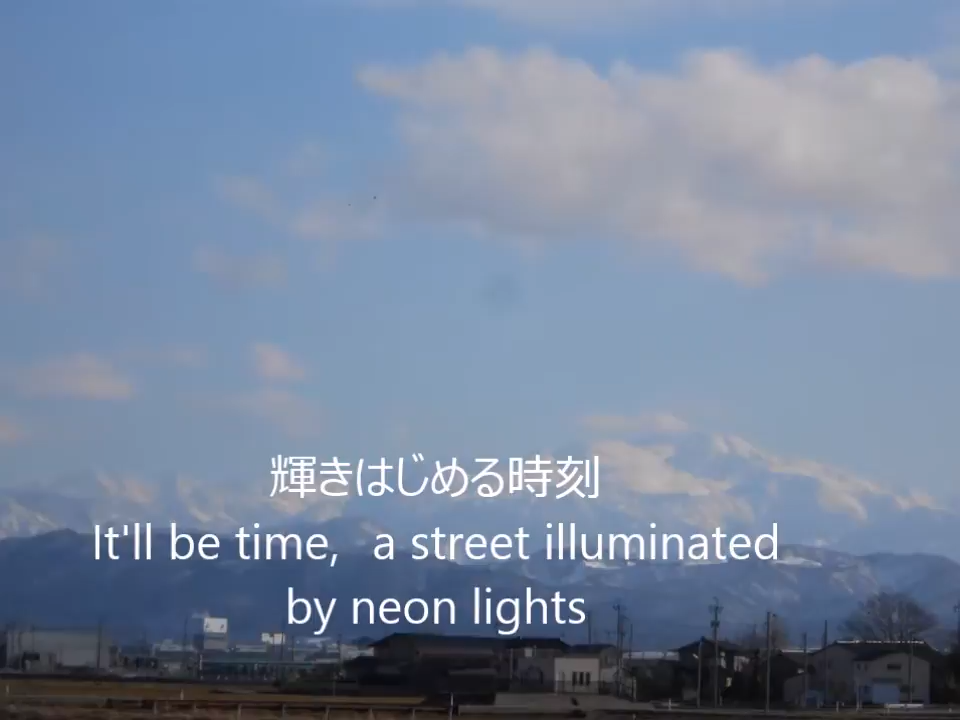 輝きはじめる時刻
It'll be time, a street illuminated
by neon lights